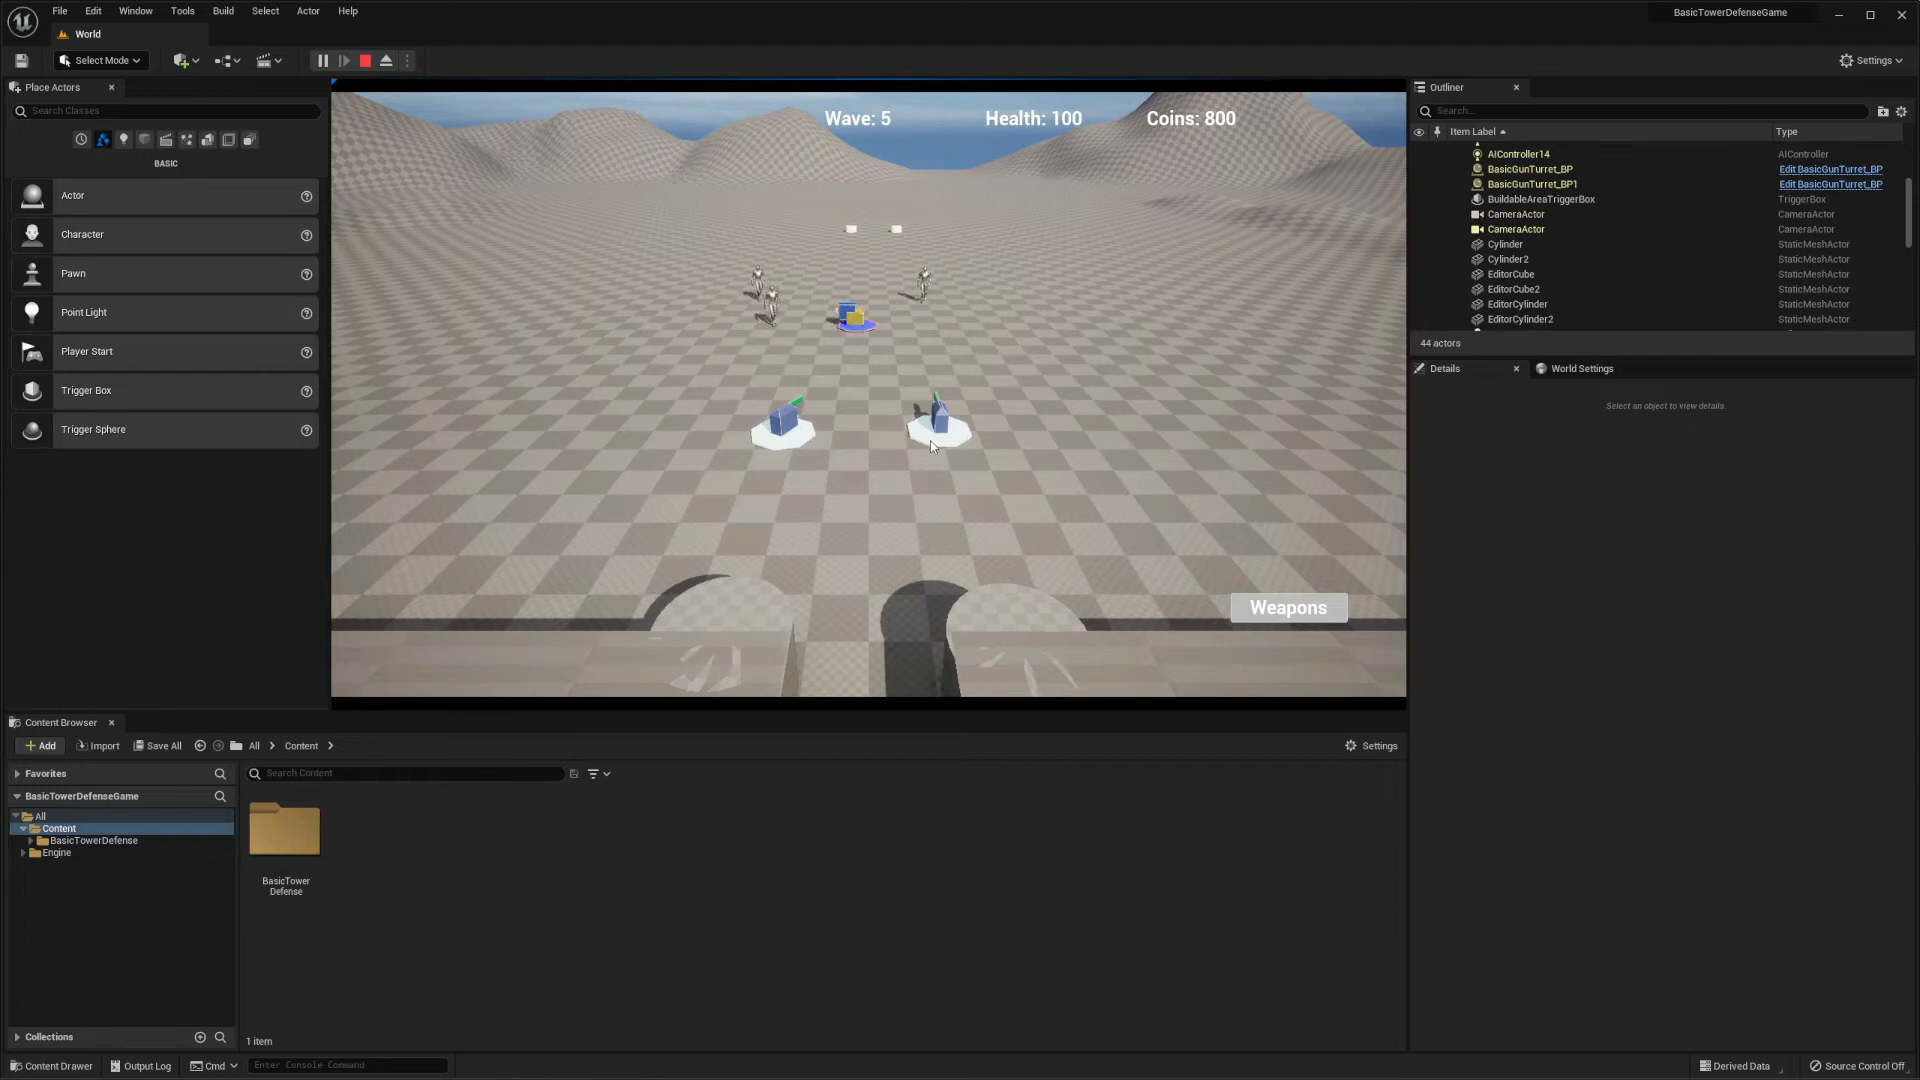 File Edit Window Tools Build Select Actor Help
BasicTowerDefenseGame
World
Select Mode
Settings
Place Actors
Search Classes
BASIC
Actor
Character
Pawn
Point Light
Player Start
Trigger Box
Trigger Sphere
Wave: 5 Health: 100 Coins: 800
Weapons
Outliner
Search...
Item Label Type
AIController14 AIController
BasicGunTurret_BP Edit BasicGunTurret_BP
BasicGunTurret_BP1 Edit BasicGunTurret_BP
BuildableAreaTriggerBox TriggerBox
CameraActor CameraActor
CameraActor CameraActor
Cylinder StaticMeshActor
Cylinder2 StaticMeshActor
EditorCube StaticMeshActor
EditorCube2 StaticMeshActor
EditorCylinder StaticMeshActor
EditorCylinder2 StaticMeshActor
44 actors
Details World Settings
Select an object to view details.
Content Browser
Add Import Save All All Content Settings
Favorites
Search Content
BasicTowerDefenseGame
All
Content
BasicTowerDefense
Engine
BasicTower
Defense
Collections
1 item
Content Drawer Output Log Cmd Enter Console Command Derived Data Source Control Off